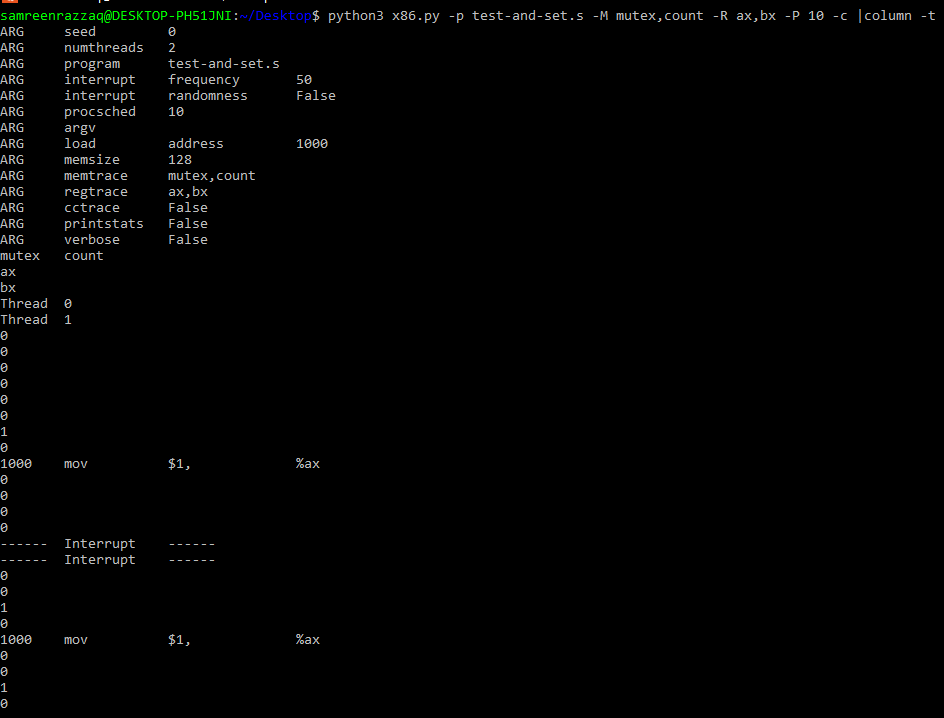 samreenrazzaq@DESKTOP-PH51JNI:~/Desktop$ python3 x86.py -p test-and-set.s -M mutex,count -R ax,bx -P 10 -c |column -t
ARG seed 0
ARG numthreads 2
ARG program test-and-set.s
ARG interrupt frequency 50
ARG interrupt randomness False
ARG procsched 10
ARG argv
ARG load address 1000
ARG memsize 128
ARG memtrace mutex,count
ARG regtrace ax,bx
ARG cctrace False
ARG printstats False
ARG verbose False
mutex count
ax
bx
Thread 0
Thread 1
0
0
0
0
0
0
1
0
1000 mov $1, %ax
0
0
0
0
------ Interrupt ------
------ Interrupt ------
0
0
1
0
1000 mov $1, %ax
0
0
1
0